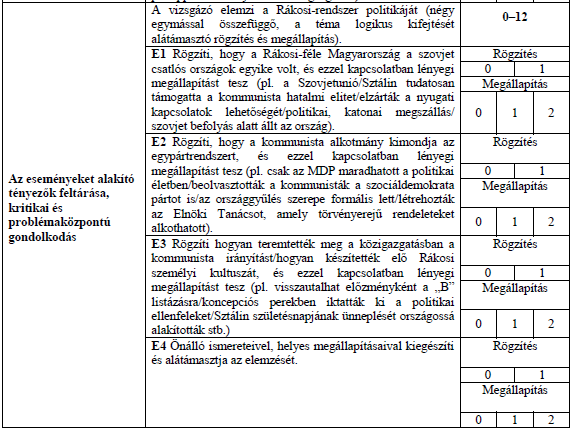 A vizsgázó elemzi a Rákosi-rendszer politikáját (négy
egymással összefüggő, a téma logikus kifejtését
alátámasztó rögzítés és megállapítás).
0–12
Az eseményeket alakító
tényezők feltárása,
kritikai és
problémaközpontú
gondolkodás
E1 Rögzíti, hogy a Rákosi-féle Magyarország a szovjet
csatlós országok egyike volt, és ezzel kapcsolatban lényegi
megállapítást tesz (pl. a Szovjetunió/Sztálin tudatosan
támogatta a kommunista hatalmi elitet/elzárták a nyugati
kapcsolatok lehetőségét/politikai, katonai megszállás/
szovjet befolyás alatt állt az ország).
Rögzítés
0 1
Megállapítás
0 1 2
E2 Rögzíti, hogy a kommunista alkotmány kimondja az
egypártrendszert, és ezzel kapcsolatban lényegi
megállapítást tesz (pl. csak az MDP maradhatott a politikai
életben/beolvasztották a kommunisták a szociáldemokrata
pártot is/az országgyűlés szerepe formális lett/létrehozták
az Elnöki Tanácsot, amely törvényerejű rendeleteket
alkothatott).
Rögzítés
0 1
Megállapítás
0 1 2
E3 Rögzíti hogyan teremtették meg a közigazgatásban a
kommunista irányítást/hogyan készítették elő Rákosi
személyi kultuszát, és ezzel kapcsolatban lényegi
megállapítást tesz (pl. visszautalhat előzményként a „B”
listázásra/koncepciós perekben iktatták ki a politikai
ellenfeleket/Sztálin születésnapjának ünneplését országossá
alakították stb.)
Rögzítés
0 1
Megállapítás
0 1 2
E4 Önálló ismereteivel, helyes megállapításaival kiegészíti
és alátámasztja az elemzését.
Rögzítés
0 1
Megállapítás
0 1 2